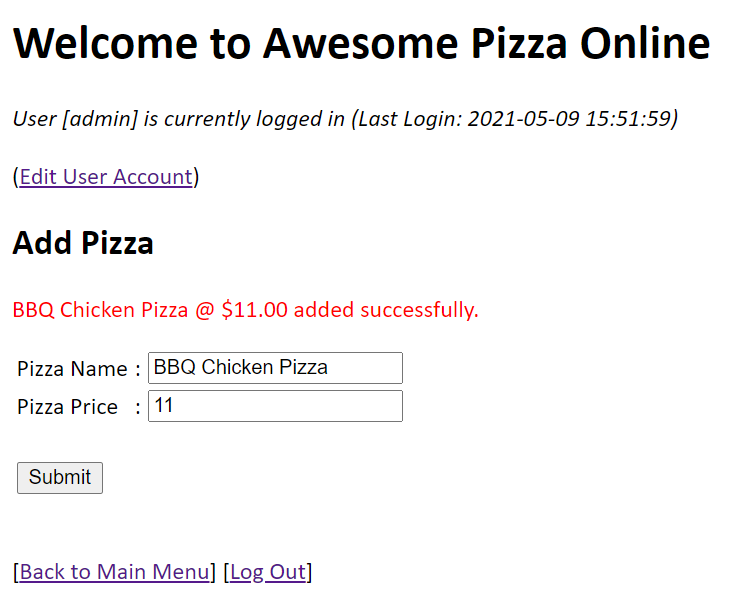 Welcome to Awesome Pizza Online
User [admin] is currently logged in (Last Login: 2021-05-09 15:51:59)
(Edit User Account)
Add Pizza
BBQ Chicken Pizza @ $11.00 added successfully.
Pizza Name : BBQ Chicken Pizza
Pizza Price : 11
Submit
[Back to Main Menu] [Log Out]